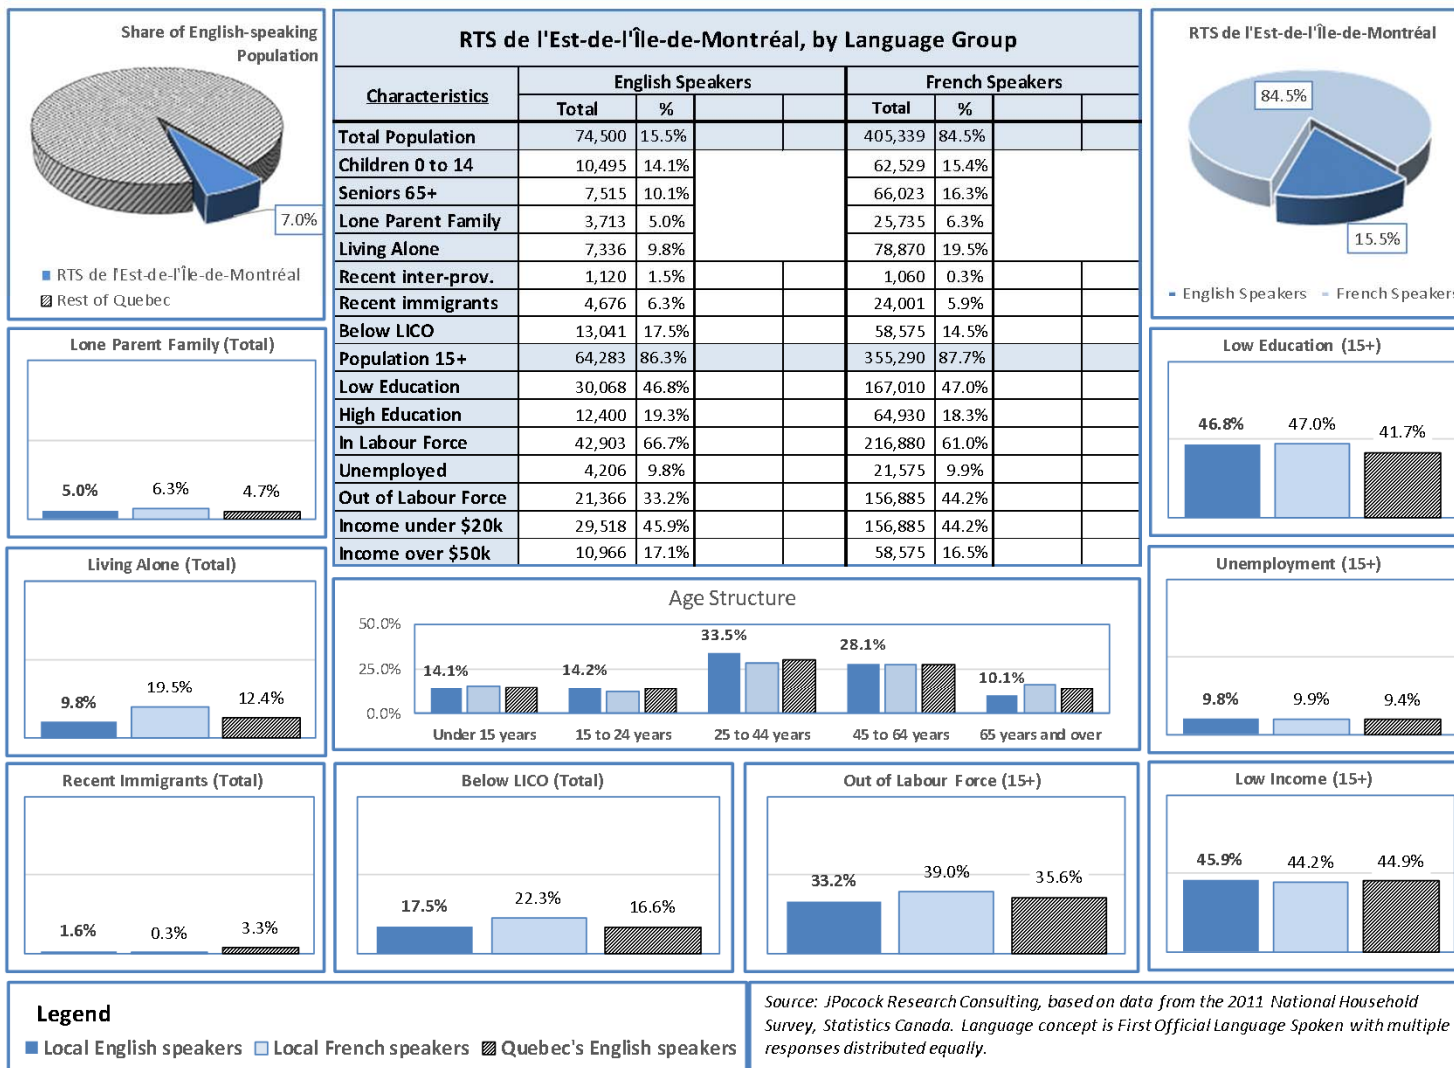 Share of English-speaking
Population
7.0%
RTS de l'Est-de-l'Île-de-Montréal
Rest of Quebec
RTS de l'Est-de-l'Île-de-Montréal, by Language Group
Characteristics English Speakers French Speakers
Total % Total %
Total Population 74,500 15.5% 405,339 84.5%
Children 0 to 14 10,495 14.1% 62,529 15.4%
Seniors 65+ 7,515 10.1% 66,023 16.3%
Lone Parent Family 3,713 5.0% 25,735 6.3%
Living Alone 7,336 9.8% 78,870 19.5%
Recent inter-prov. 1,120 1.5% 1,060 0.3%
Recent immigrants 4,676 6.3% 24,001 5.9%
Below LICO 13,041 17.5% 58,575 14.5%
Population 15+ 64,283 86.3% 355,290 87.7%
Low Education 30,068 46.8% 167,010 47.0%
High Education 12,400 19.3% 64,930 18.3%
In Labour Force 42,903 66.7% 216,880 61.0%
Unemployed 4,206 9.8% 21,575 9.9%
Out of Labour Force 21,366 33.2% 156,885 44.2%
Income under $20k 29,518 45.9% 156,885 44.2%
Income over $50k 10,966 17.1% 58,575 16.5%
RTS de l'Est-de-l'Île-de-Montréal
84.5%
15.5%
English Speakers French Speakers
Lone Parent Family (Total)
5.0% 6.3% 4.7%
Low Education (15+)
46.8% 47.0% 41.7%
Living Alone (Total)
9.8% 19.5% 12.4%
Age Structure
50.0%
25.0%
0.0%
14.1% 14.2% 33.5% 28.1% 10.1%
Under 15 years 15 to 24 years 25 to 44 years 45 to 64 years 65 years and over
Unemployment (15+)
9.8% 9.9% 9.4%
Recent Immigrants (Total)
1.6% 0.3% 3.3%
Below LICO (Total)
17.5% 22.3% 16.6%
Out of Labour Force (15+)
33.2% 39.0% 35.6%
Low Income (15+)
45.9% 44.2% 44.9%
Legend
Local English speakers Local French speakers Quebec's English speakers
Source: JPocock Research Consulting, based on data from the 2011 National Household
Survey, Statistics Canada. Language concept is First Official Language Spoken with multiple
responses distributed equally.